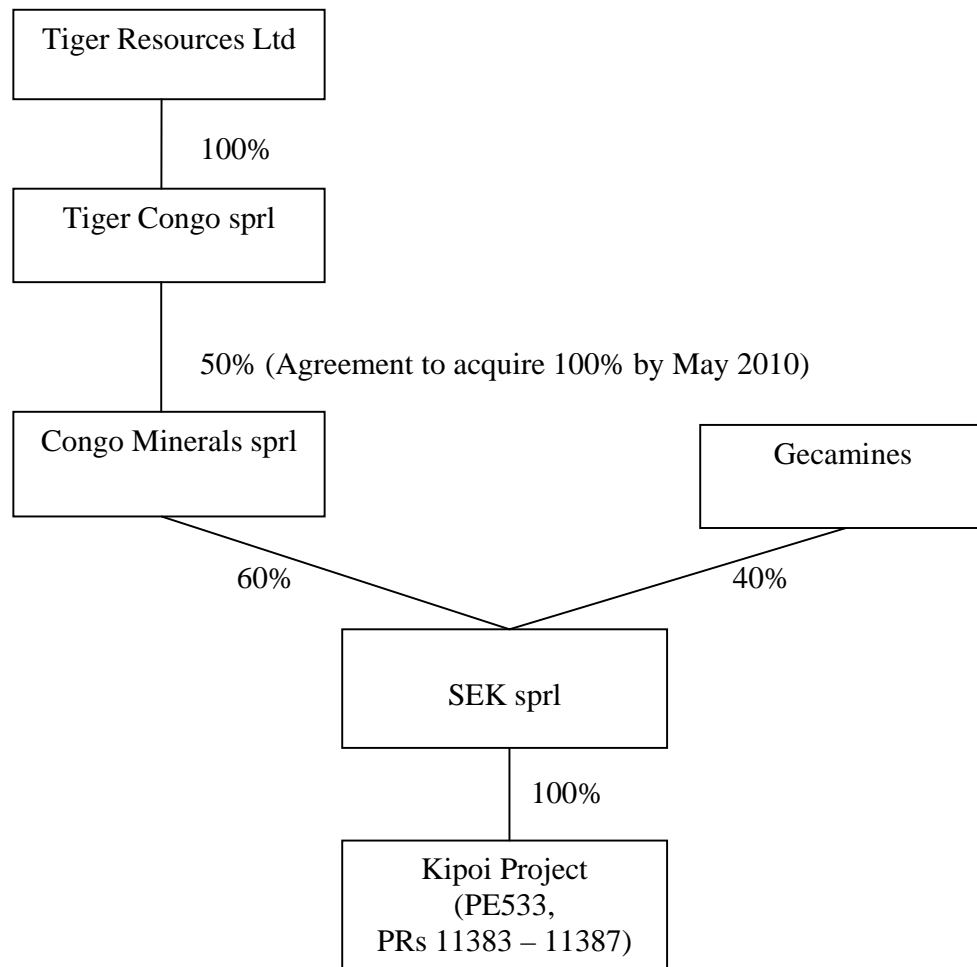 Tiger Resources Ltd
100%
Tiger Congo sprl
50% (Agreement to acquire 100% by May 2010)
Congo Minerals sprl
Gecamines
60%
40%
SEK sprl
100%
Kipoi Project
(PE533,
PRs 11383 – 11387)